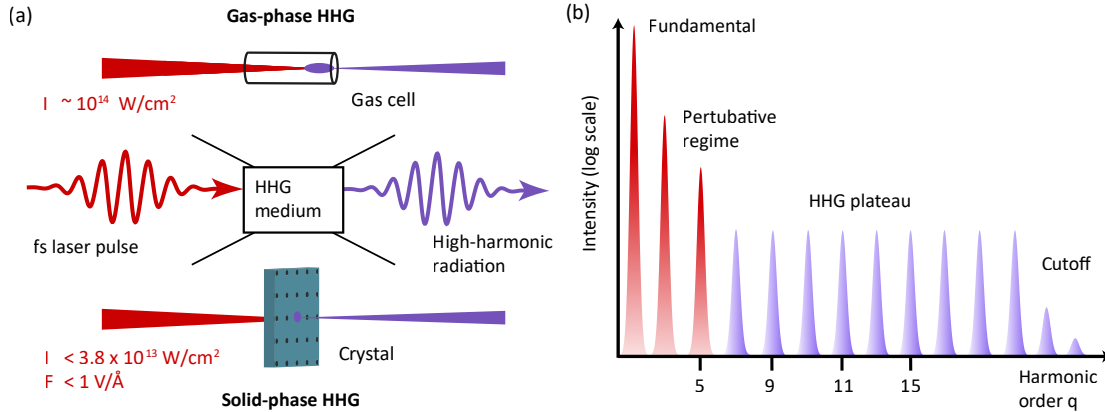 (a)
Gas-phase HHG
I ~ 10¹⁴ W/cm²
Gas cell
HHG
medium
fs laser pulse
High-harmonic
radiation
Crystal
I < 3.8 x 10¹³ W/cm²
F < 1 V/Å
Solid-phase HHG
(b)
Fundamental
Pertubative
regime
HHG plateau
Cutoff
Intensity (log scale)
5 9 11 15
Harmonic
order q